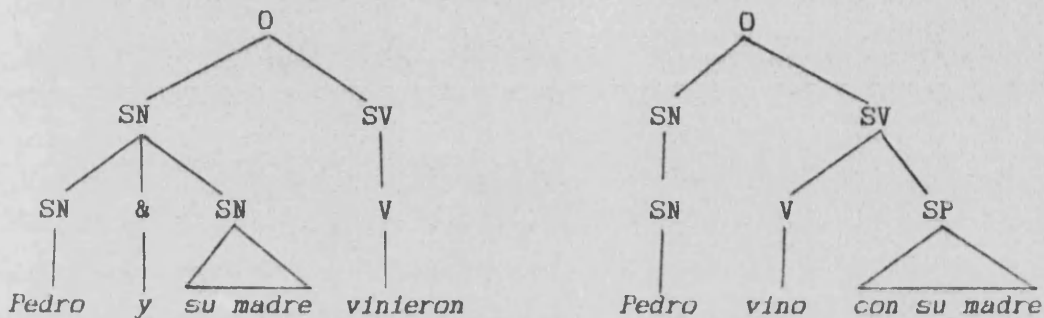 O O
SN SV SN SV
SN & SN V SN V SP
Pedro y su madre vinieron Pedro vino con su madre